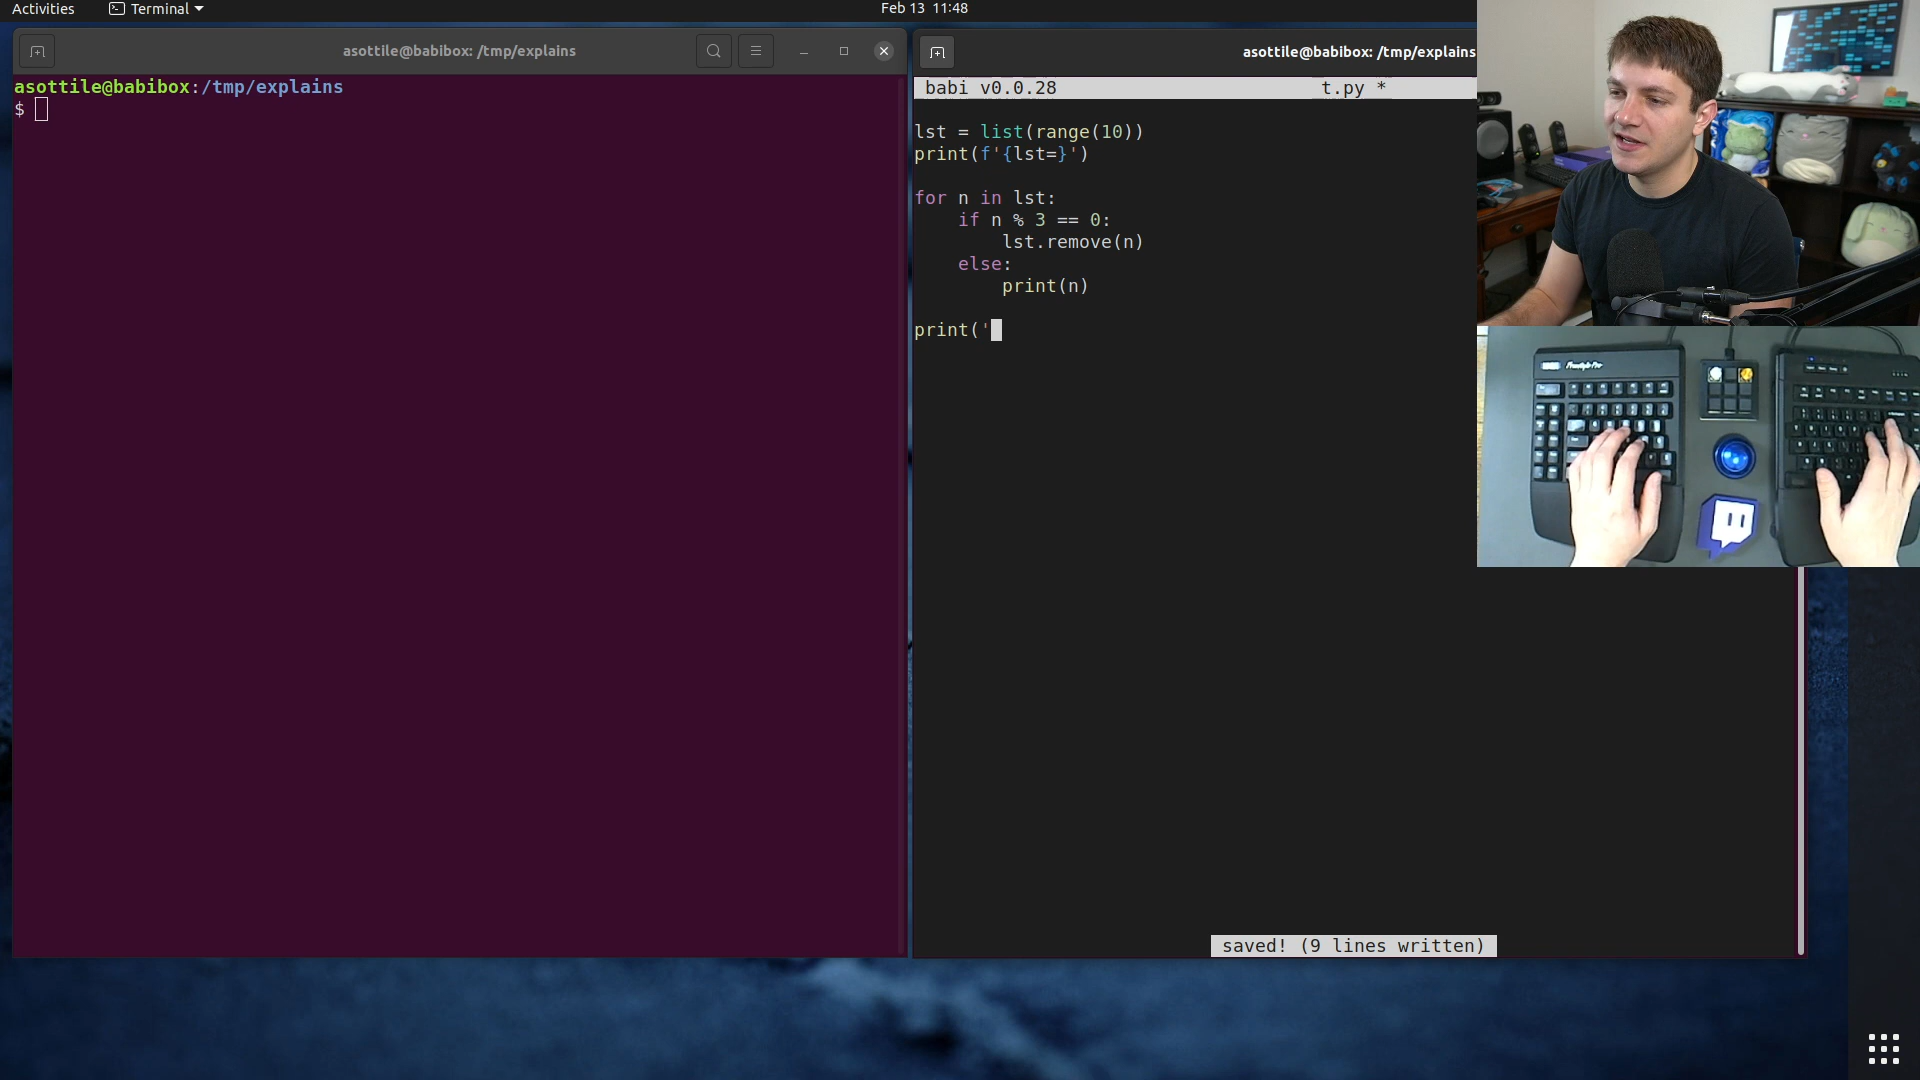 Activities Terminal Feb 13 11:48
asottile@babibox: /tmp/explains
asottile@babibox:/tmp/explains
$
asottile@babibox: /tmp/explains
babi v0.0.28 t.py *
lst = list(range(10))
print(f'{lst=}')
for n in lst:
    if n % 3 == 0:
        lst.remove(n)
    else:
        print(n)
print('
saved! (9 lines written)
Freestyle Pro